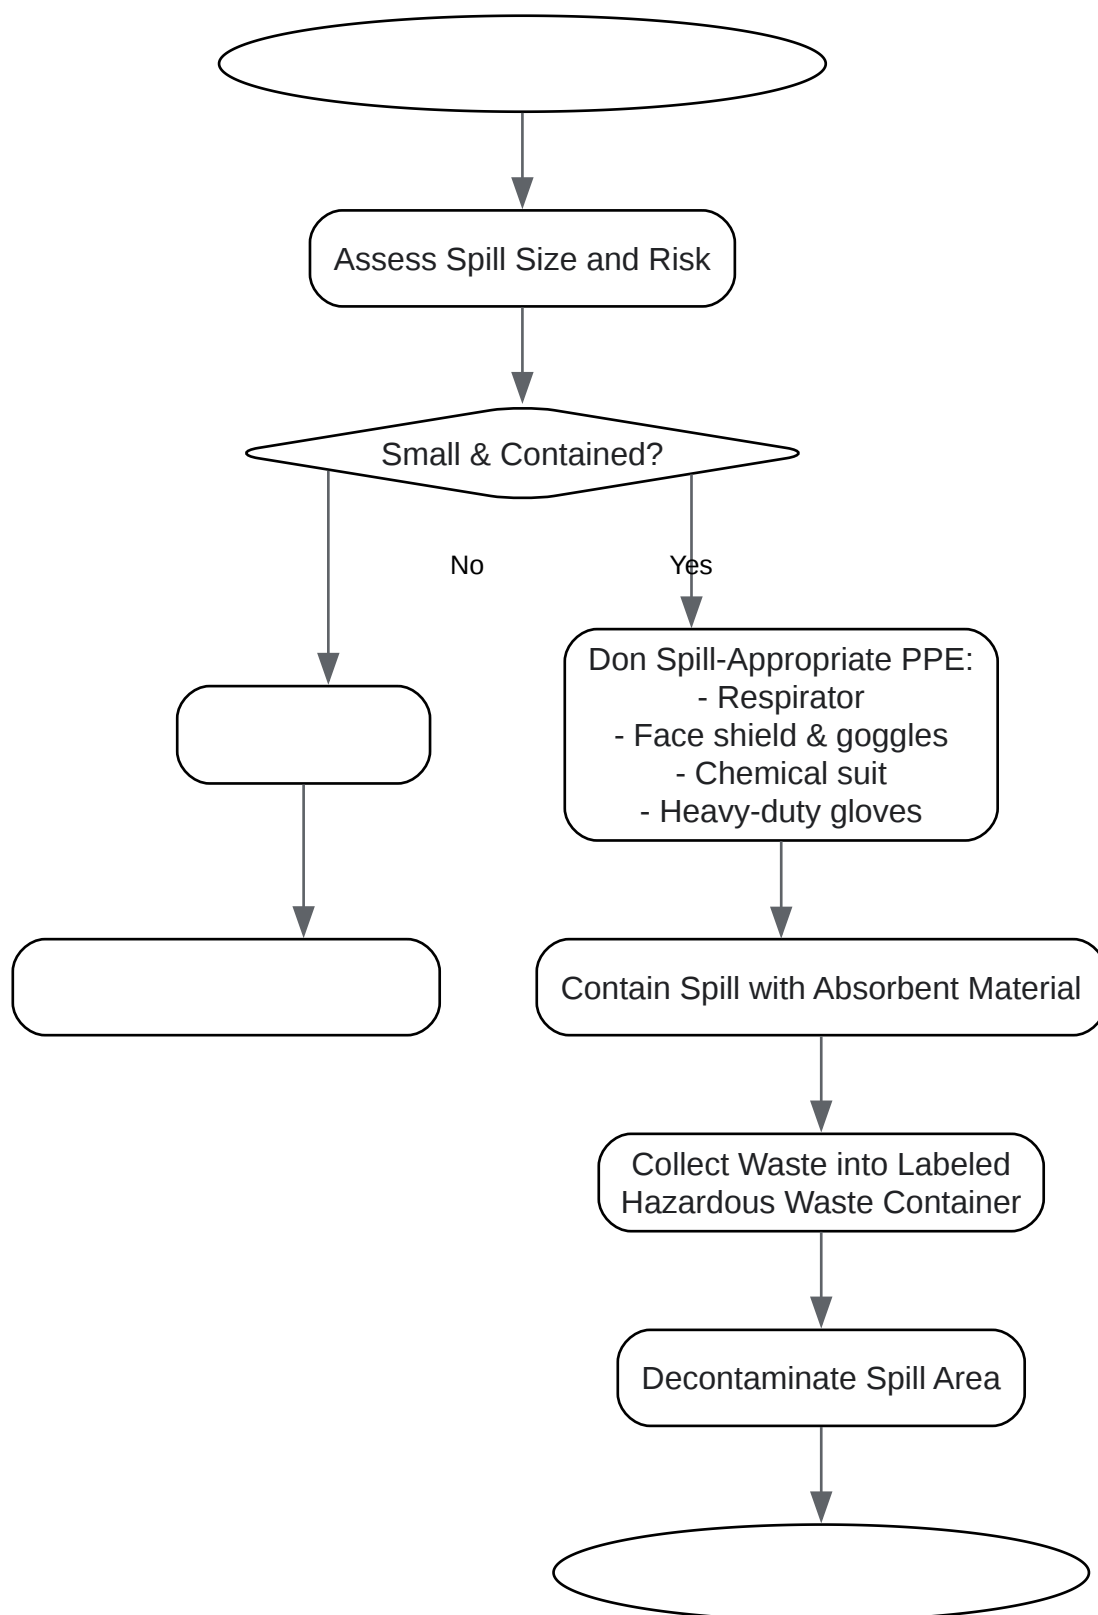 Assess Spill Size and Risk
Small & Contained?
No
Yes
Don Spill-Appropriate PPE:
- Respirator
- Face shield & goggles
- Chemical suit
- Heavy-duty gloves
Contain Spill with Absorbent Material
Collect Waste into Labeled
Hazardous Waste Container
Decontaminate Spill Area